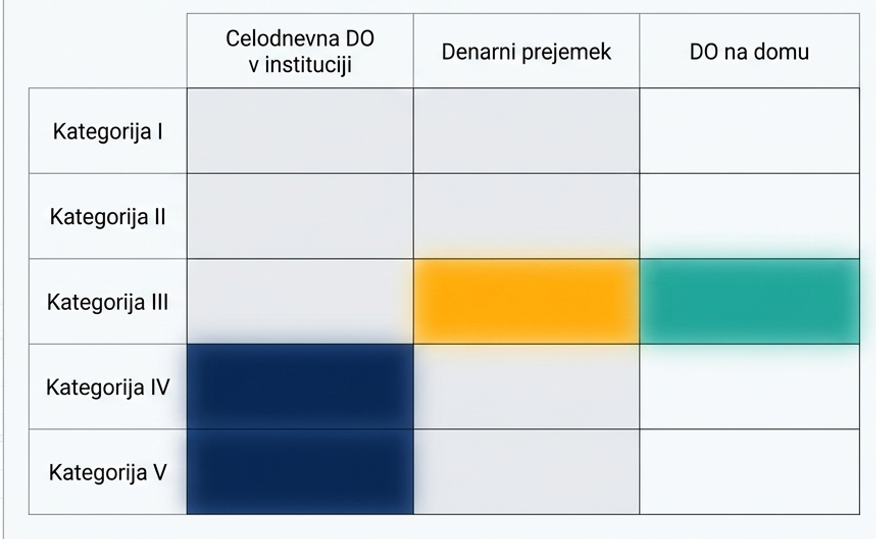 Celodnevna DO
v instituciji
Denarni prejemek
DO na domu
Kategorija I
Kategorija II
Kategorija III
Kategorija IV
Kategorija V